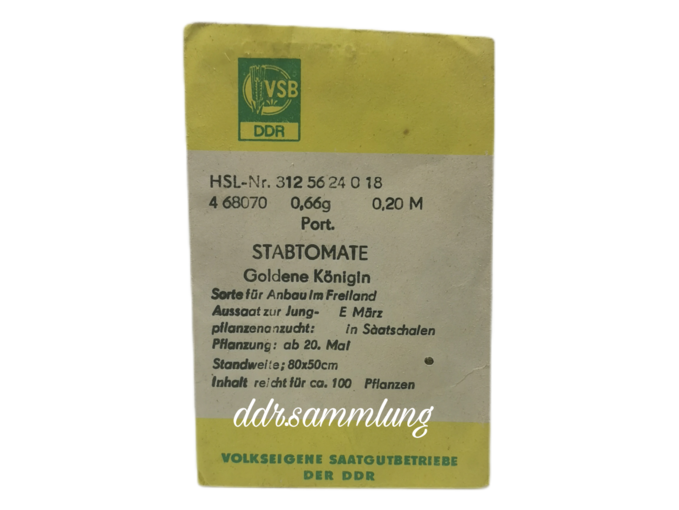 VSB
DDR
HSL-Nr. 312 56 24 0 18
4 68070 0,66g 0,20 M
Port.
STABTOMATE
Goldene Königin
Sorte für Anbau im Freiland
Aussaat zur Jung- E März
pflanzenanzucht: in Sàatschalen
Pflanzung: ab 20. Mai
Standweite; 80x50cm
Inhalt reicht für ca. 100 Pflanzen
ddrsammlung
VOLKSEIGENE SAATGUTBETRIEBE
DER DDR